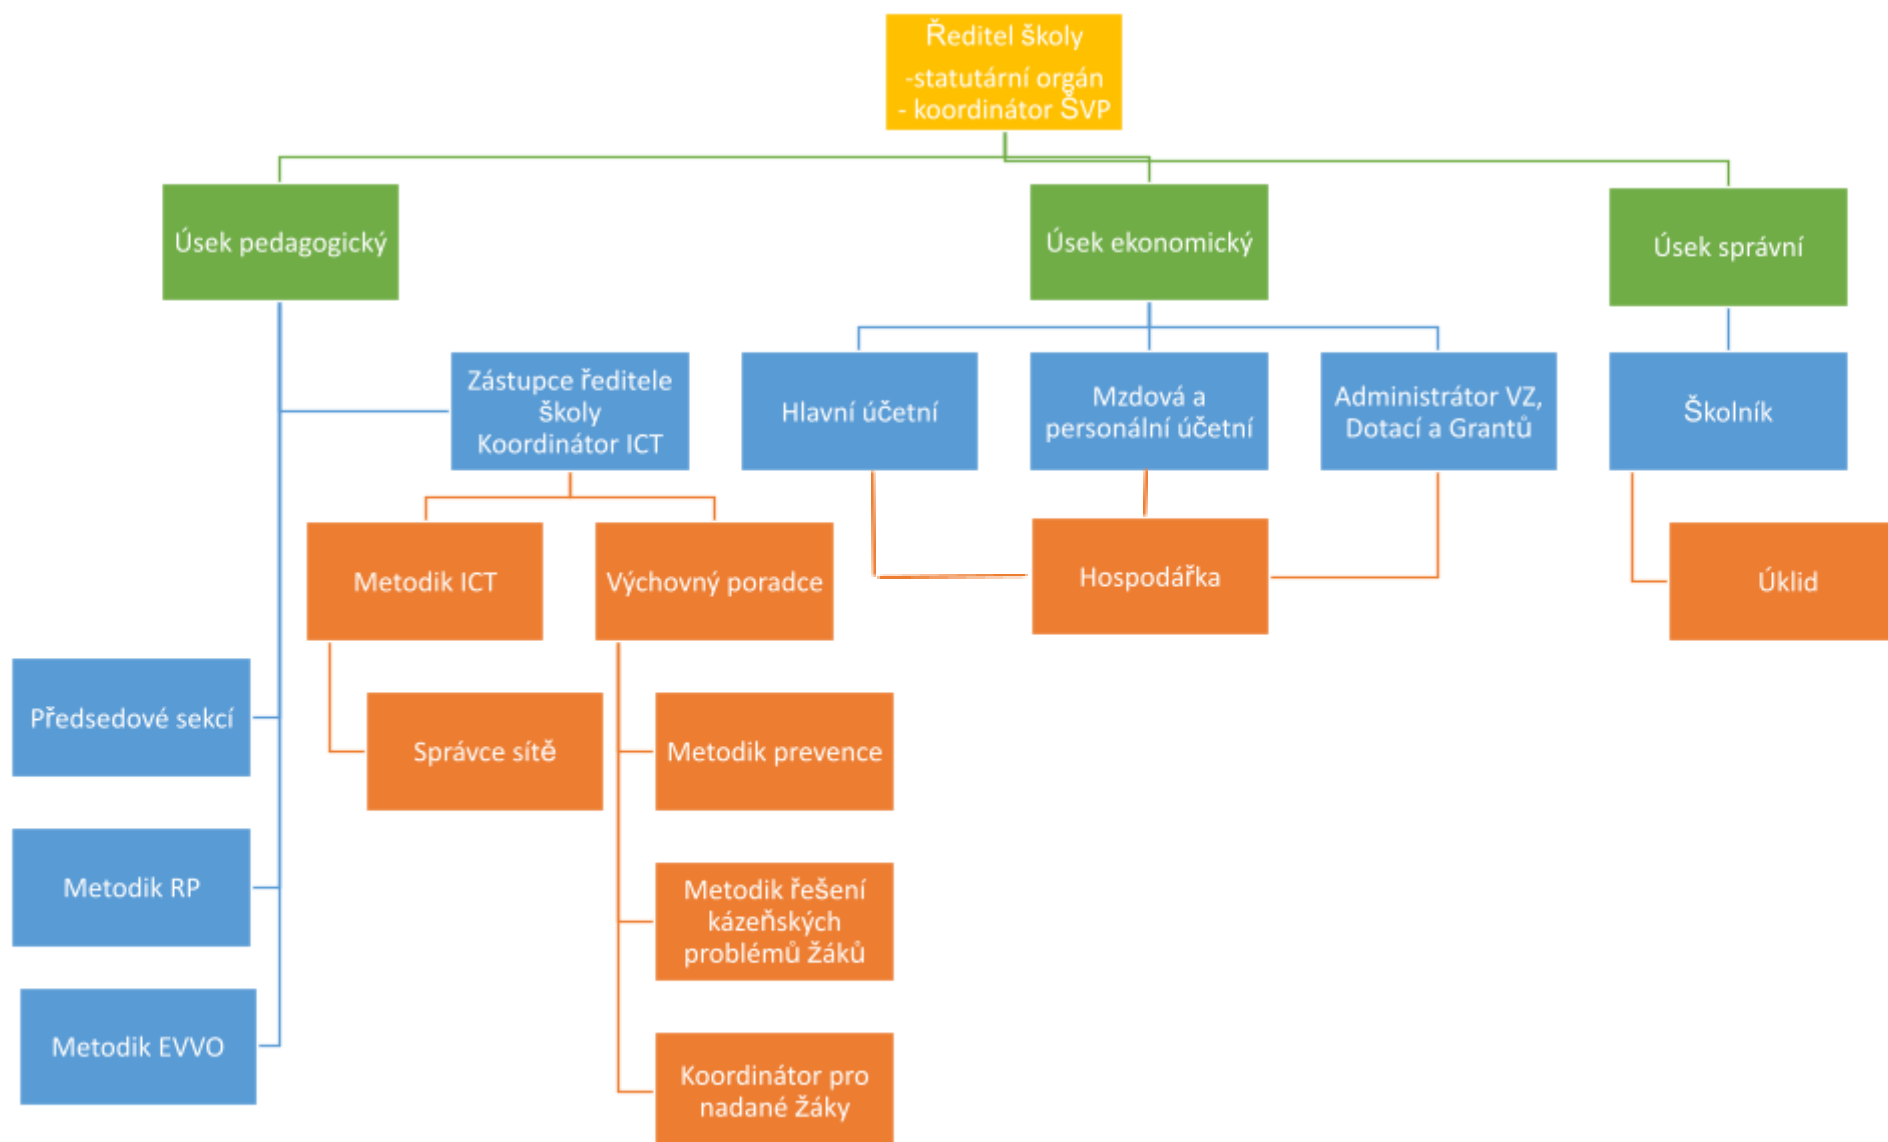 Ředitel školy
-statutární orgán
- koordinátor ŠVP
Úsek pedagogický
Úsek ekonomický
Úsek správní
Zástupce ředitele
školy
Koordinátor ICT
Hlavní účetní
Mzdová a
personální účetní
Administrátor VZ,
Dotací a Grantů
Školník
Metodik ICT
Výchovný poradce
Hospodářka
Úklid
Předsedové sekcí
Správce sítě
Metodik prevence
Metodik RP
Metodik řešení
kázeňských
problémů žáků
Metodik EVVO
Koordinátor pro
nadané žáky